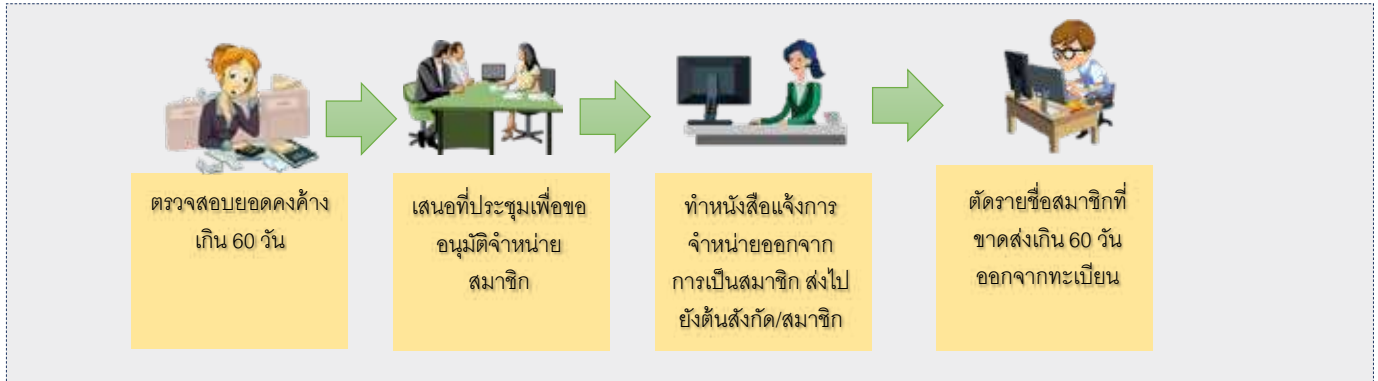 ตรวจสอบยอดคงค้าง
เกิน 60 วัน
เสนอที่ประชุมเพื่อขอ
อนุมัติจำหน่าย
สมาชิก
ทำหนังสือแจ้งการ
จำหน่ายออกจาก
การเป็นสมาชิก ส่งไป
ยังต้นสังกัด/สมาชิก
ตัดรายชื่อสมาชิกที่
ขาดส่งเกิน 60 วัน
ออกจากทะเบียน